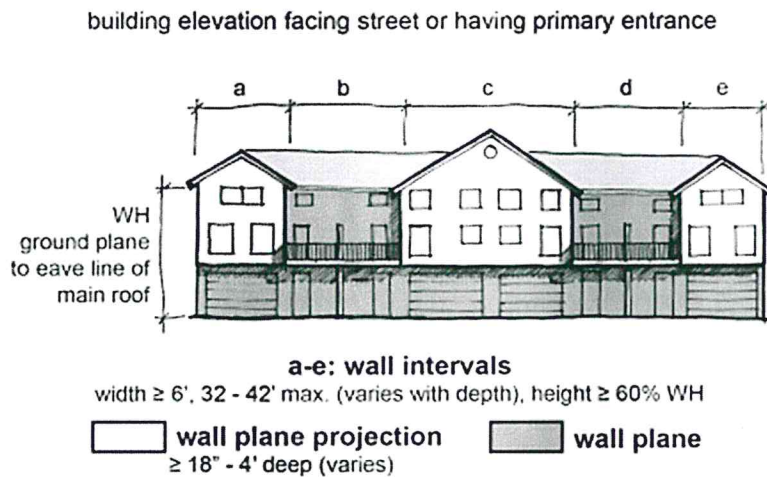 building elevation facing street or having primary entrance
a b c d e
WH
ground plane
to eave line of
main roof
a-e: wall intervals
width ≥ 6', 32 - 42' max. (varies with depth), height ≥ 60% WH
wall plane projection
≥ 18" - 4' deep (varies)
wall plane